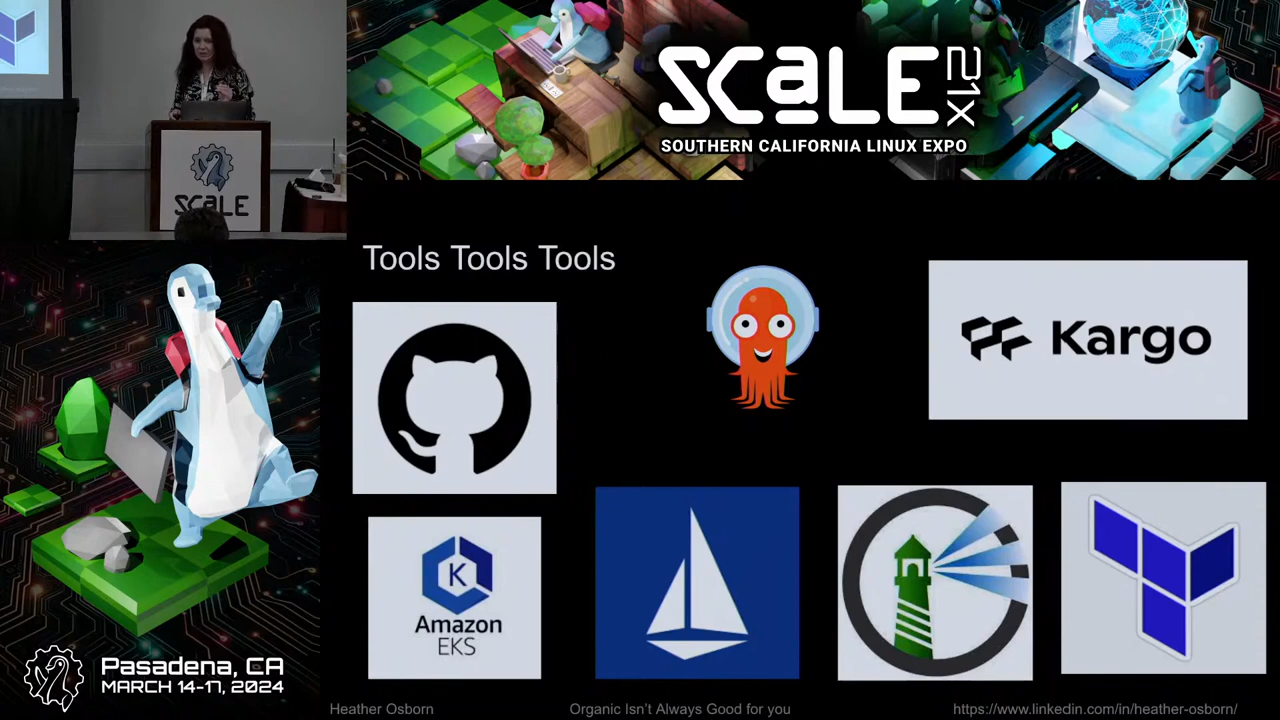 SCaLE 21X
SOUTHERN CALIFORNIA LINUX EXPO
SCaLE
Tools Tools Tools
Kargo
K
Amazon
EKS
Pasadena, CA
MARCH 14-17, 2024
Heather Osborn
Organic Isn't Always Good for you
https://www.linkedin.com/in/heather-osborn/